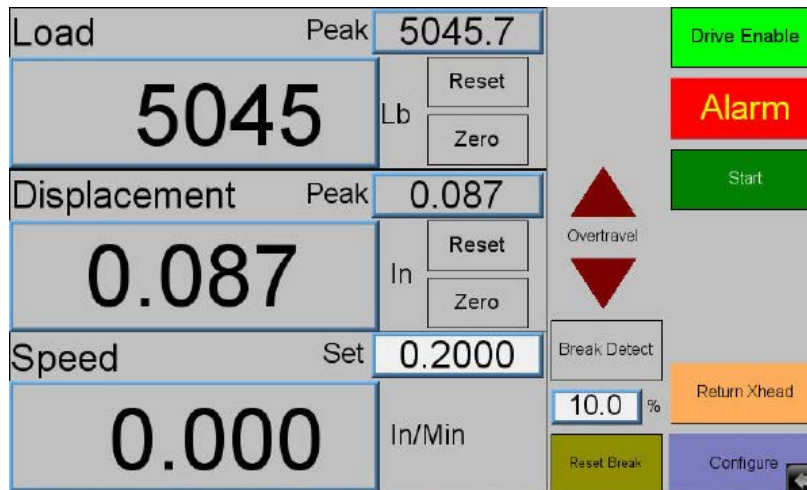 Load Peak 5045.7
5045 Lb
Reset
Zero
Displacement Peak 0.087
0.087 In
Reset
Zero
Speed Set 0.2000
0.000 In/Min
Overtravel
Break Detect
10.0 %
Reset Break
Drive Enable
Alarm
Start
Return Xhead
Configure